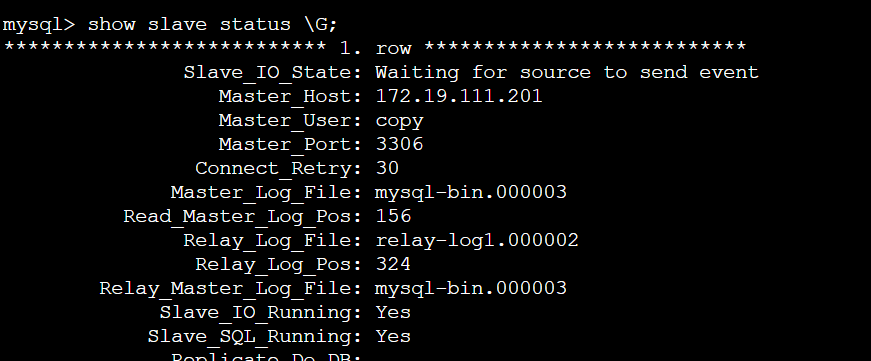 mysql> show slave status \G;
*************************** 1. row ***************************
Slave_IO_State: Waiting for source to send event
Master_Host: 172.19.111.201
Master_User: copy
Master_Port: 3306
Connect_Retry: 30
Master_Log_File: mysql-bin.000003
Read_Master_Log_Pos: 156
Relay_Log_File: relay-log1.000002
Relay_Log_Pos: 324
Relay_Master_Log_File: mysql-bin.000003
Slave_IO_Running: Yes
Slave_SQL_Running: Yes
Replicate_Do_DB: